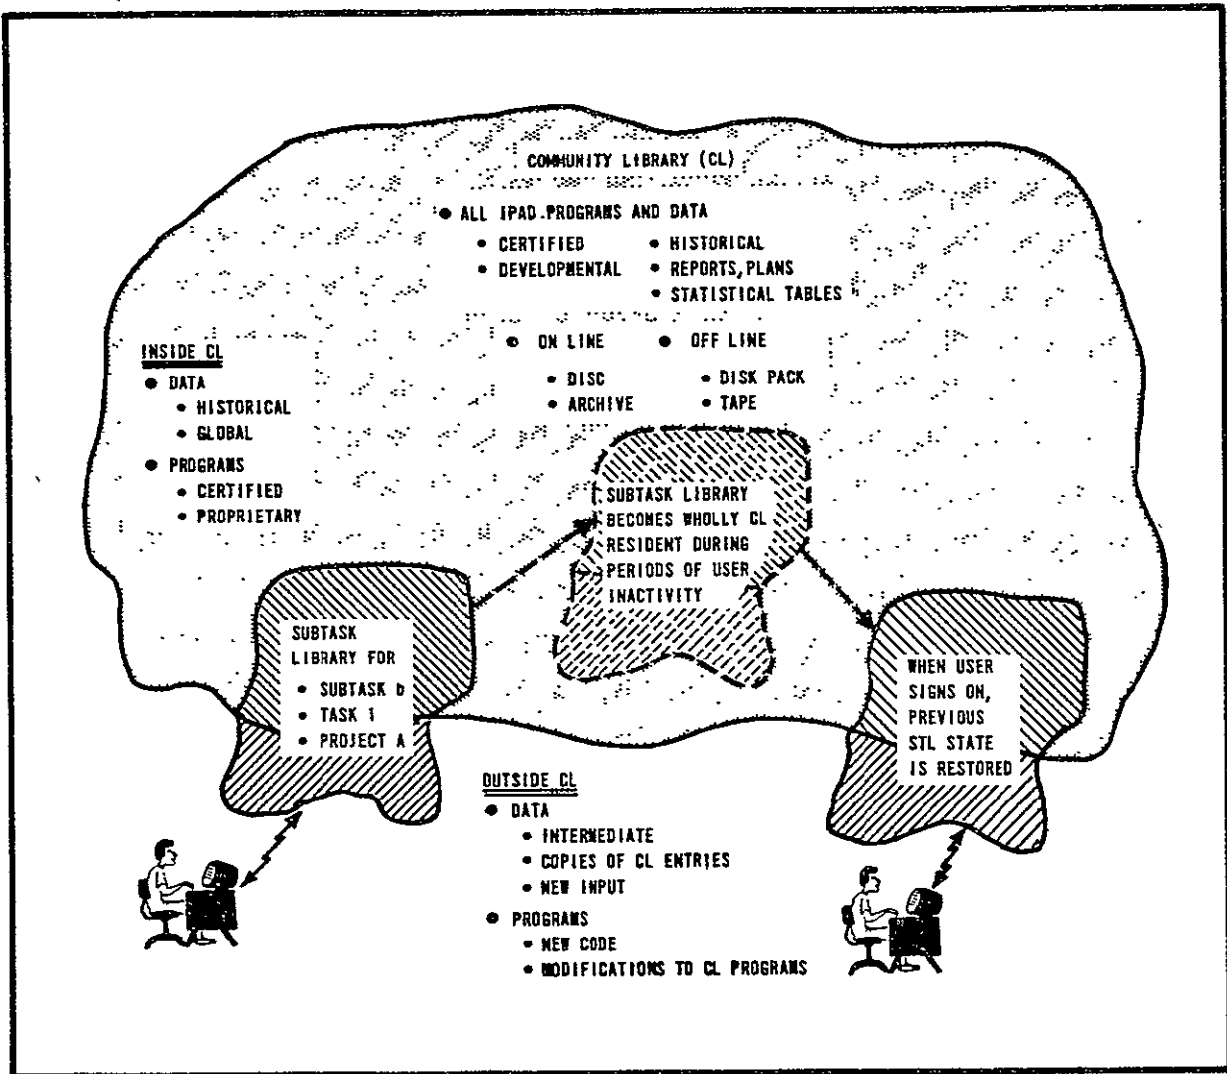 COMMUNITY LIBRARY (CL)
● ALL IPAD PROGRAMS AND DATA
• CERTIFIED
• DEVELOPMENTAL
• HISTORICAL
• REPORTS, PLANS
• STATISTICAL TABLES
● ON LINE
• DISC
• ARCHIVE
● OFF LINE
• DISK PACK
• TAPE
INSIDE CL
● DATA
• HISTORICAL
• GLOBAL
● PROGRAMS
• CERTIFIED
• PROPRIETARY
SUBTASK LIBRARY
BECOMES WHOLLY CL
RESIDENT DURING
PERIODS OF USER
INACTIVITY
SUBTASK
LIBRARY FOR
• SUBTASK b
• TASK 1
• PROJECT A
WHEN USER
SIGNS ON,
PREVIOUS
STL STATE
IS RESTORED
OUTSIDE CL
● DATA
• INTERMEDIATE
• COPIES OF CL ENTRIES
• NEW INPUT
● PROGRAMS
• NEW CODE
• MODIFICATIONS TO CL PROGRAMS